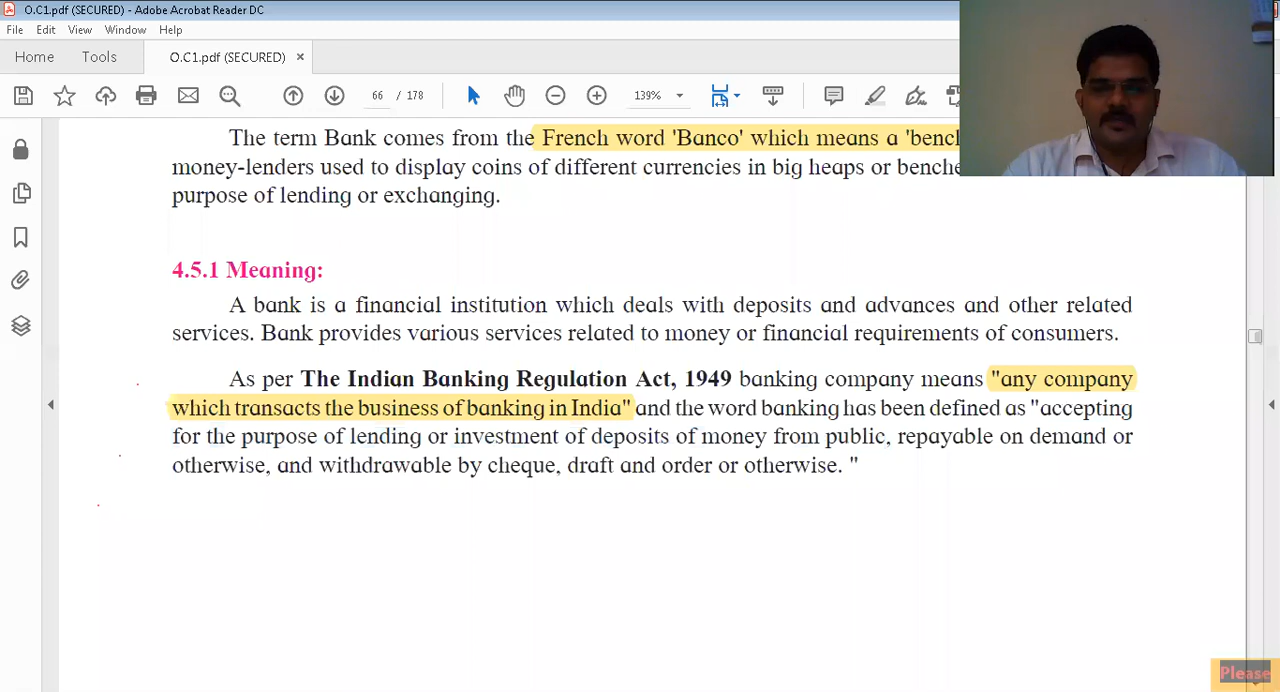 O.C1.pdf (SECURED) - Adobe Acrobat Reader DC
File Edit View Window Help
Home Tools O.C1.pdf (SECURED) ×
66 / 178 139%
The term Bank comes from the French word 'Banco' which means a 'bench
money-lenders used to display coins of different currencies in big heaps or benche
purpose of lending or exchanging.
4.5.1 Meaning:
A bank is a financial institution which deals with deposits and advances and other related
services. Bank provides various services related to money or financial requirements of consumers.
As per The Indian Banking Regulation Act, 1949 banking company means "any company
which transacts the business of banking in India" and the word banking has been defined as "accepting
for the purpose of lending or investment of deposits of money from public, repayable on demand or
otherwise, and withdrawable by cheque, draft and order or otherwise. "
Please